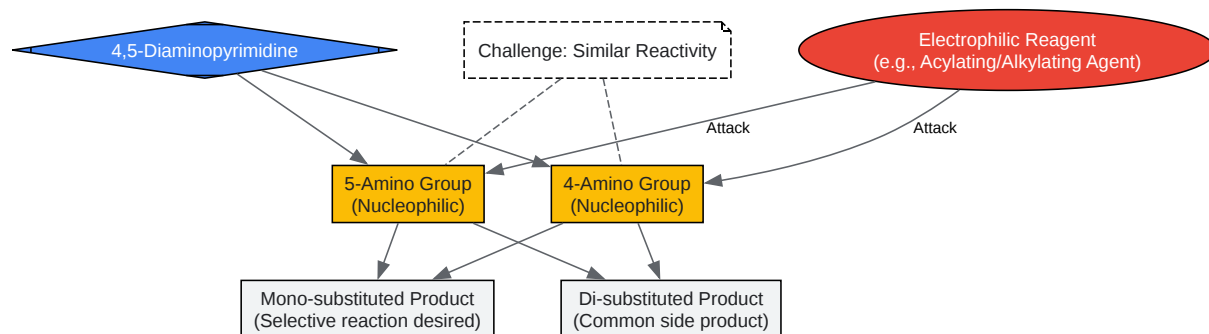 4,5-Diaminopyrimidine
Challenge: Similar Reactivity
Electrophilic Reagent
(e.g., Acylating/Alkylating Agent)
Attack
Attack
5-Amino Group
(Nucleophilic)
4-Amino Group
(Nucleophilic)
Mono-substituted Product
(Selective reaction desired)
Di-substituted Product
(Common side product)